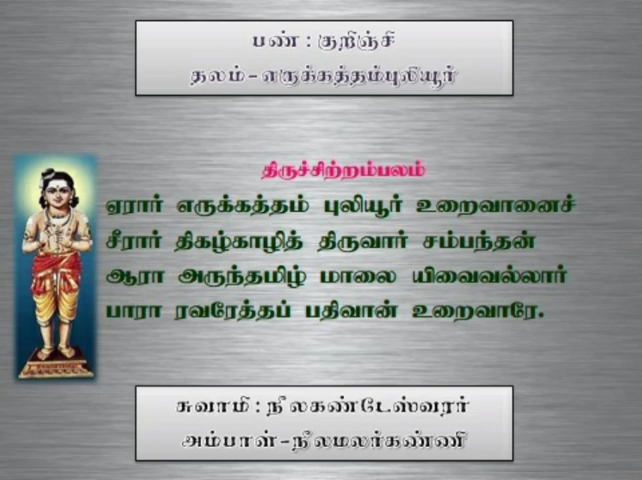 பண் : குறிஞ்சி
தலம்-எருக்கத்தம்புலியூர்
திருச்சிற்றம்பலம்
ஏரார் எருக்கத்தம் புலியூர் உறைவானைச்
சீரார் திகழ்காழித் திருவார் சம்பந்தன்
ஆரா அருந்தமிழ் மாலை யிவைவல்லார்
பாரா ரவரேத்தப் பதிவான் உறைவாரே.
சுவாமி : நீலகண்டேஸ்வரர்
அம்பாள்-நீலமலர்கண்ணி